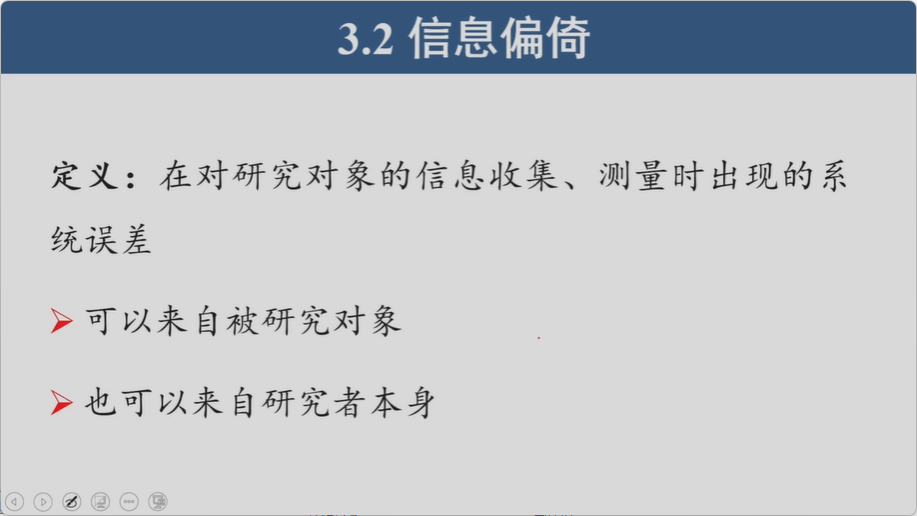 3.2 信息偏倚
定义：在对研究对象的信息收集、测量时出现的系
统误差
可以来自被研究对象
也可以来自研究者本身